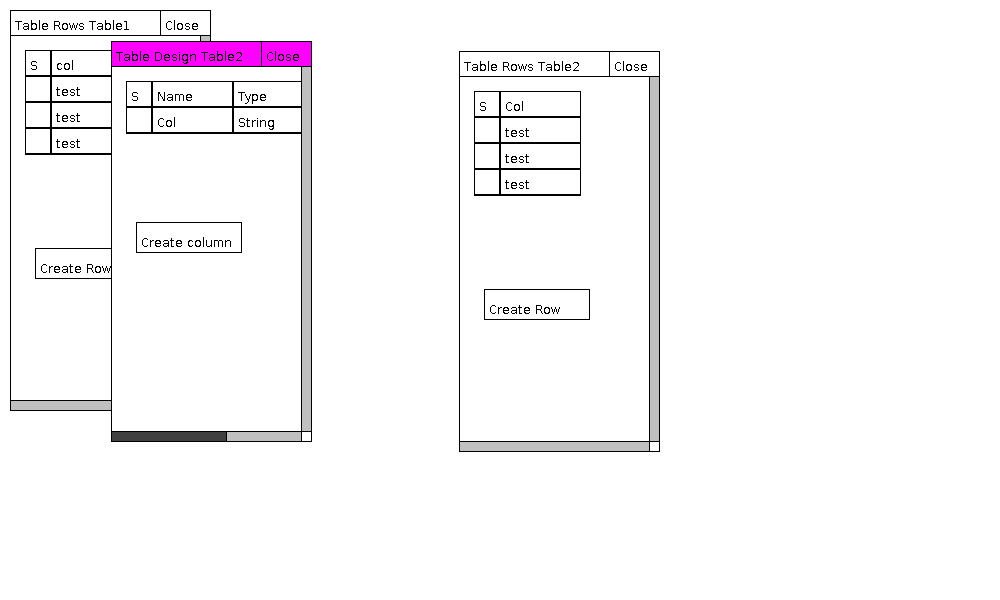 Table Rows Table1 Close
S col
test
test
test
Create Row
Table Design Table2 Close
S Name Type
Col String
Create column
Table Rows Table2 Close
S Col
test
test
test
Create Row